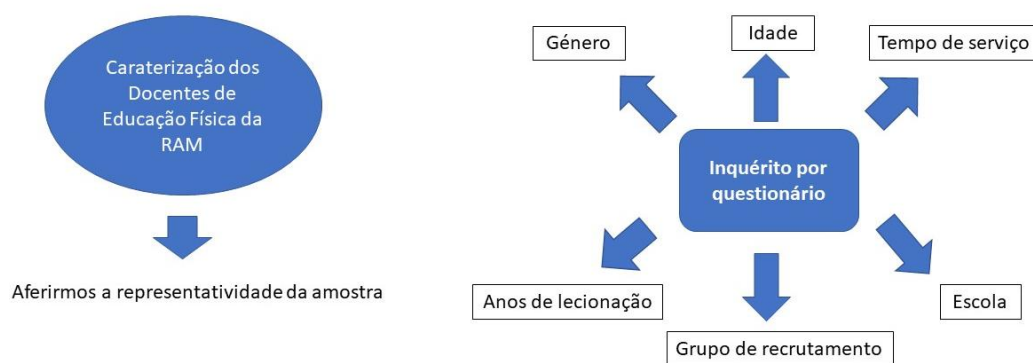 Caraterização dos
Docentes de
Educação Física da
RAM
Aferirmos a representatividade da amostra
Género
Idade
Tempo de serviço
Inquérito por
questionário
Anos de lecionação
Escola
Grupo de recrutamento